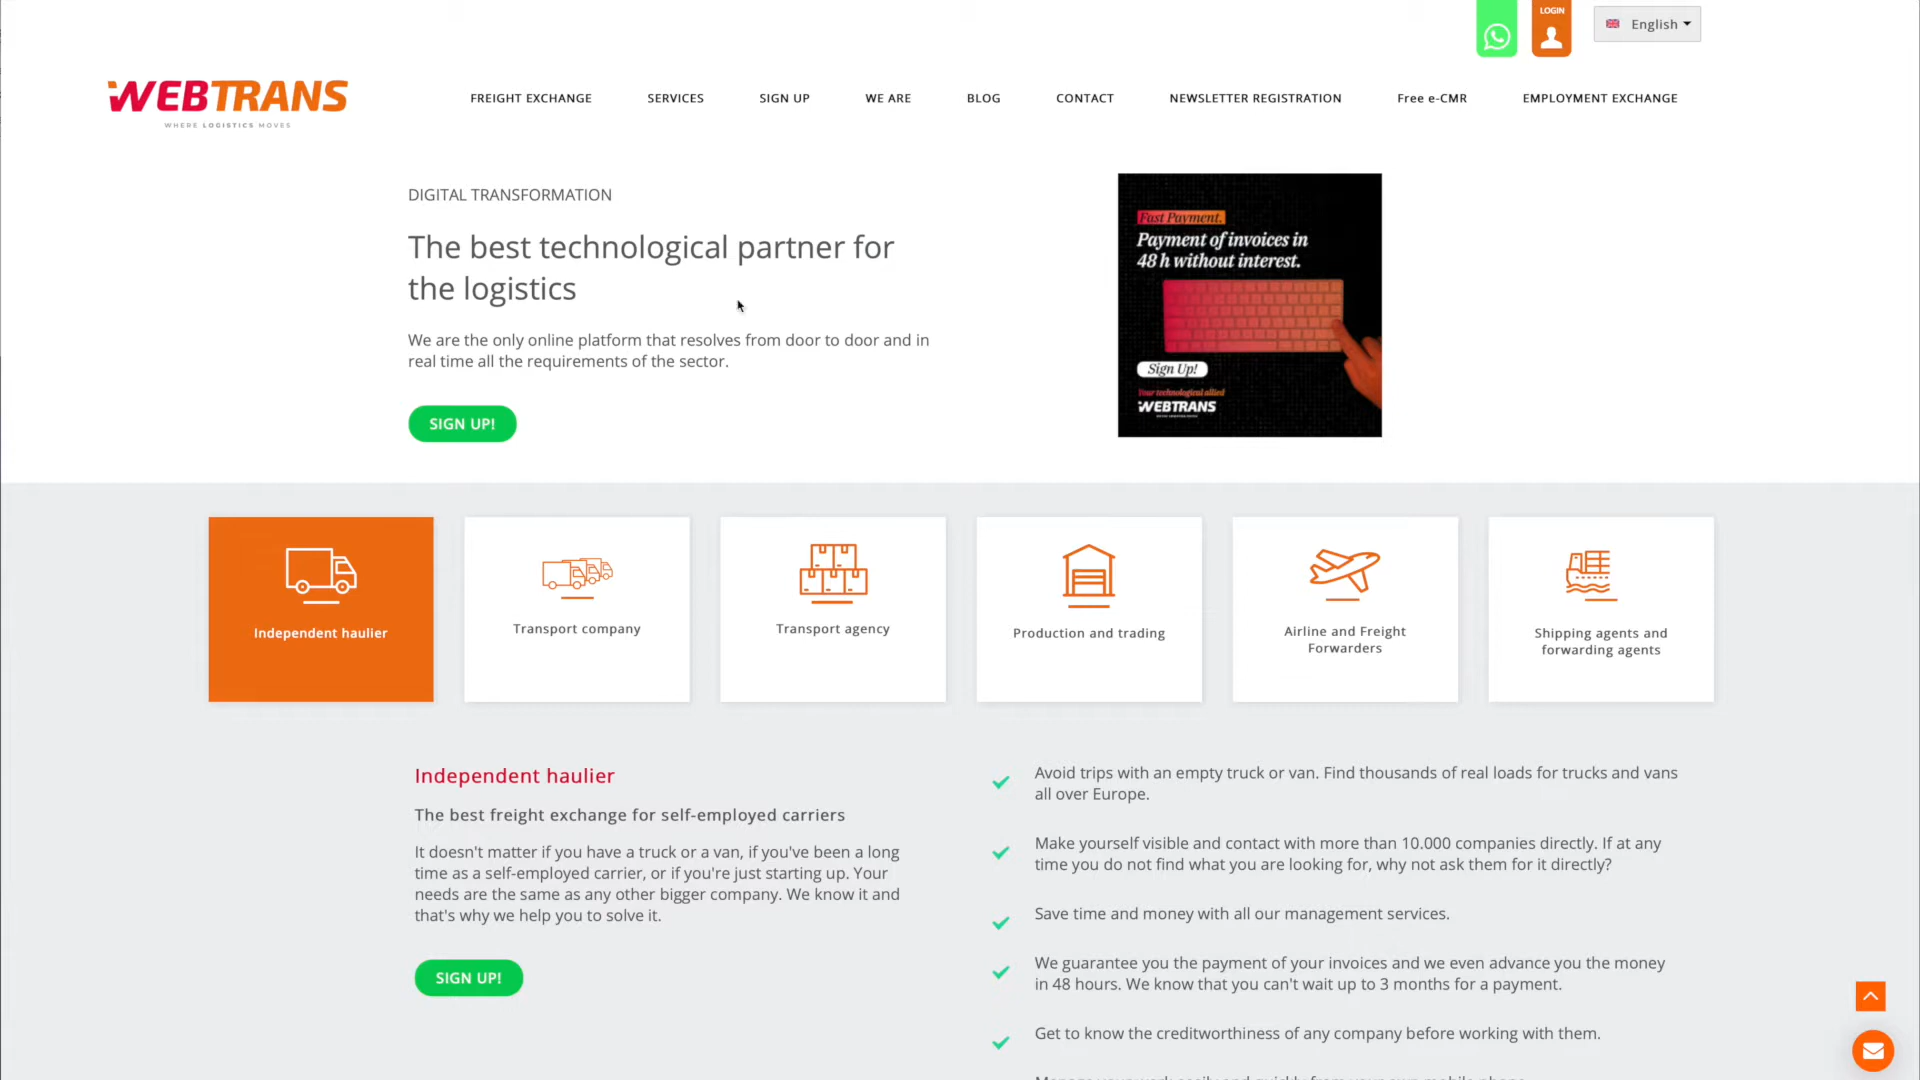 LOGIN
English
WEBTRANS
WHERE LOGISTICS MOVES
FREIGHT EXCHANGE
SERVICES
SIGN UP
WE ARE
BLOG
CONTACT
NEWSLETTER REGISTRATION
Free e-CMR
EMPLOYMENT EXCHANGE
DIGITAL TRANSFORMATION
The best technological partner for
the logistics
We are the only online platform that resolves from door to door and in
real time all the requirements of the sector.
SIGN UP!
Fast Payment.
Payment of invoices in
48 h without interest.
Sign Up!
Your technological allied
WEBTRANS
Independent haulier
Transport company
Transport agency
Production and trading
Airline and Freight
Forwarders
Shipping agents and
forwarding agents
Independent haulier
The best freight exchange for self-employed carriers
It doesn't matter if you have a truck or a van, if you've been a long
time as a self-employed carrier, or if you're just starting up. Your
needs are the same as any other bigger company. We know it and
that's why we help you to solve it.
SIGN UP!
Avoid trips with an empty truck or van. Find thousands of real loads for trucks and vans
all over Europe.
Make yourself visible and contact with more than 10.000 companies directly. If at any
time you do not find what you are looking for, why not ask them for it directly?
Save time and money with all our management services.
We guarantee you the payment of your invoices and we even advance you the money
in 48 hours. We know that you can't wait up to 3 months for a payment.
Get to know the creditworthiness of any company before working with them.